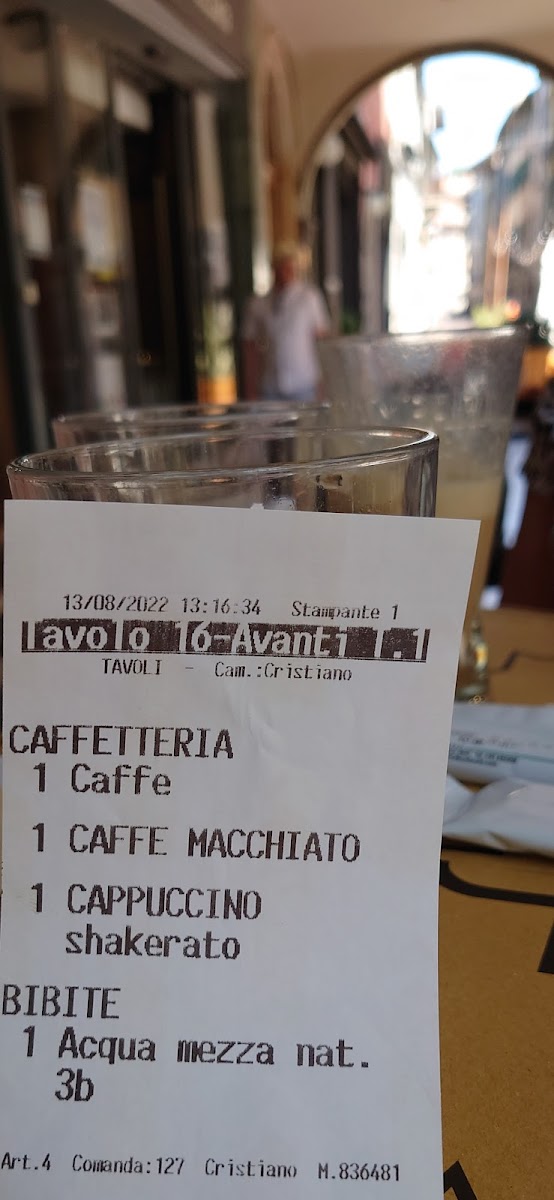 13/08/2022 13:16:34 Stampante 1
Tavolo 16-Avanti T.1
TAVOLI - Cam.:Cristiano
CAFFETTERIA
1 Caffe
1 CAFFE MACCHIATO
1 CAPPUCCINO
shakerato
BIBITE
1 Acqua mezza nat.
3b
Art.4 Comanda:127 Cristiano M.836481